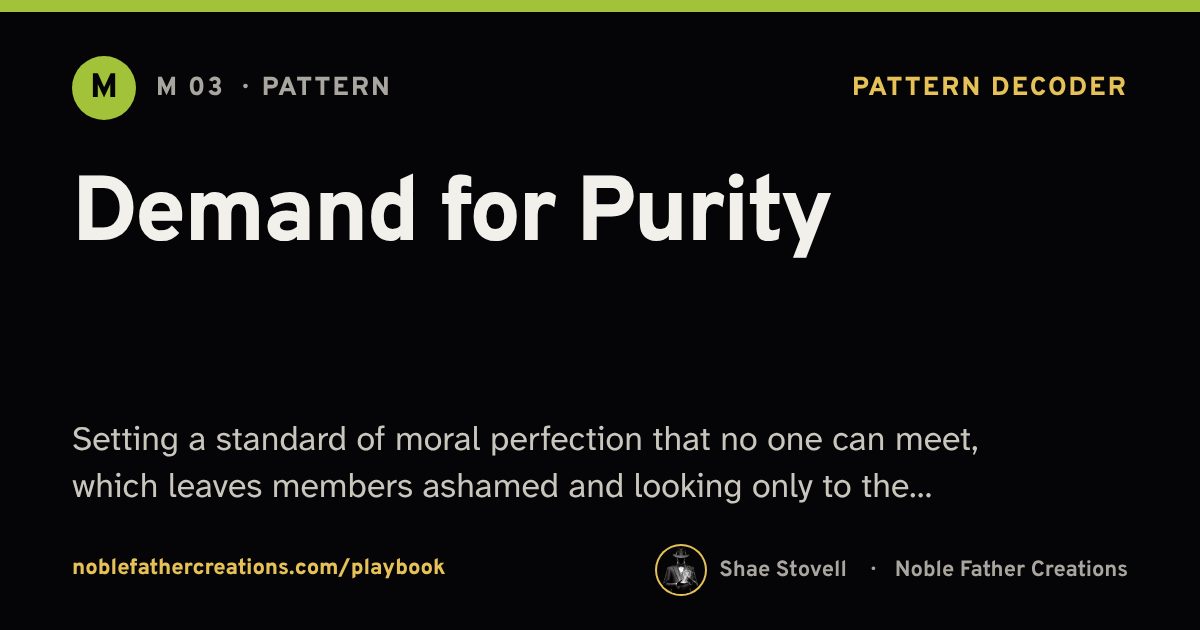 M
M 03 · PATTERN
PATTERN DECODER
Demand for Purity
Setting a standard of moral perfection that no one can meet,
which leaves members ashamed and looking only to the...
noblefathercreations.com/playbook
Shae Stovell · Noble Father Creations